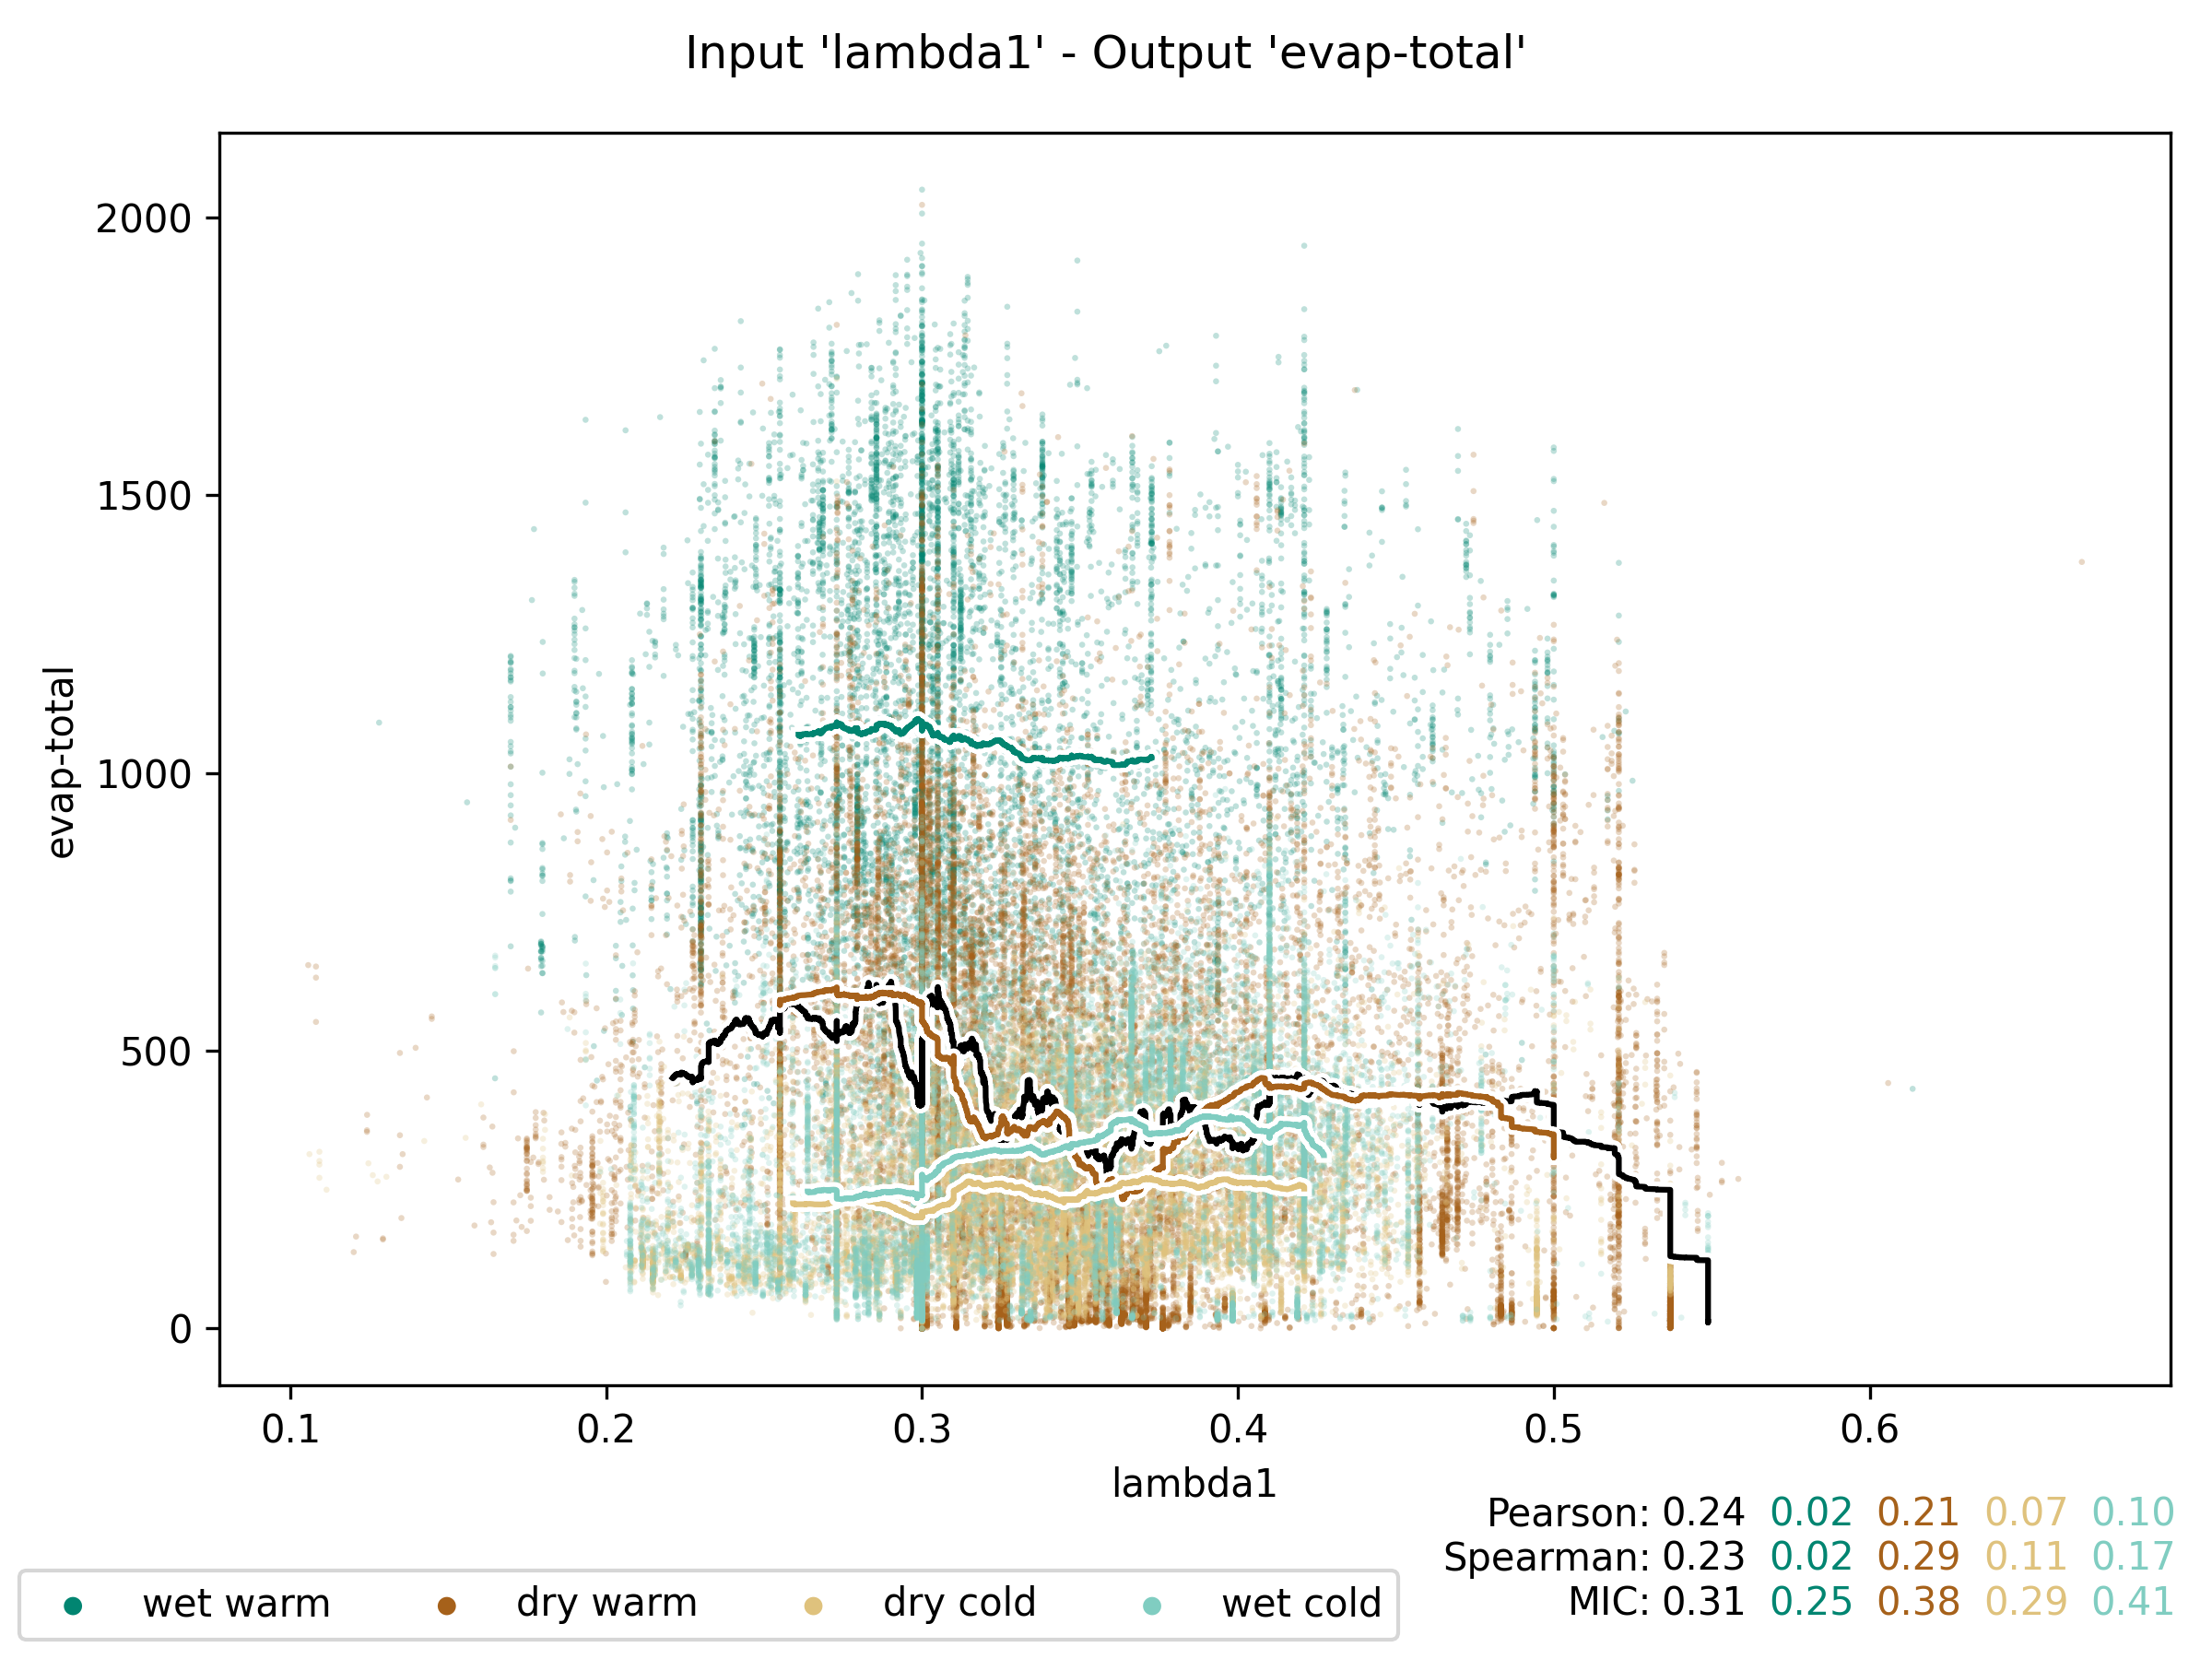 Input 'lambda1' - Output 'evap-total'
evap-total
2000
1500
1000
500
0
0.1 0.2 0.3 0.4 0.5 0.6
lambda1
Pearson: 0.24 0.02 0.21 0.07 0.10
Spearman: 0.23 0.02 0.29 0.11 0.17
MIC: 0.31 0.25 0.38 0.29 0.41
wet warm dry warm dry cold wet cold